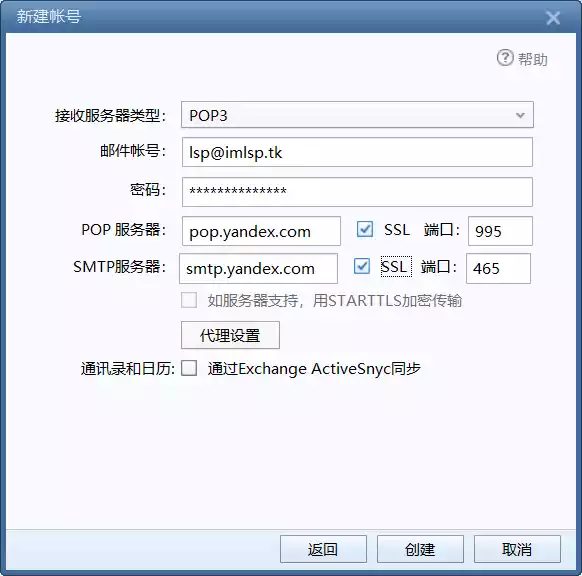 新建帐号
帮助
接收服务器类型: POP3
邮件帐号: lsp@imlsp.tk
密码: **************
POP 服务器: pop.yandex.com SSL 端口: 995
SMTP服务器: smtp.yandex.com SSL 端口: 465
如服务器支持，用STARTTLS加密传输
代理设置
通讯录和日历: 通过Exchange ActiveSnyc同步
返回 创建 取消